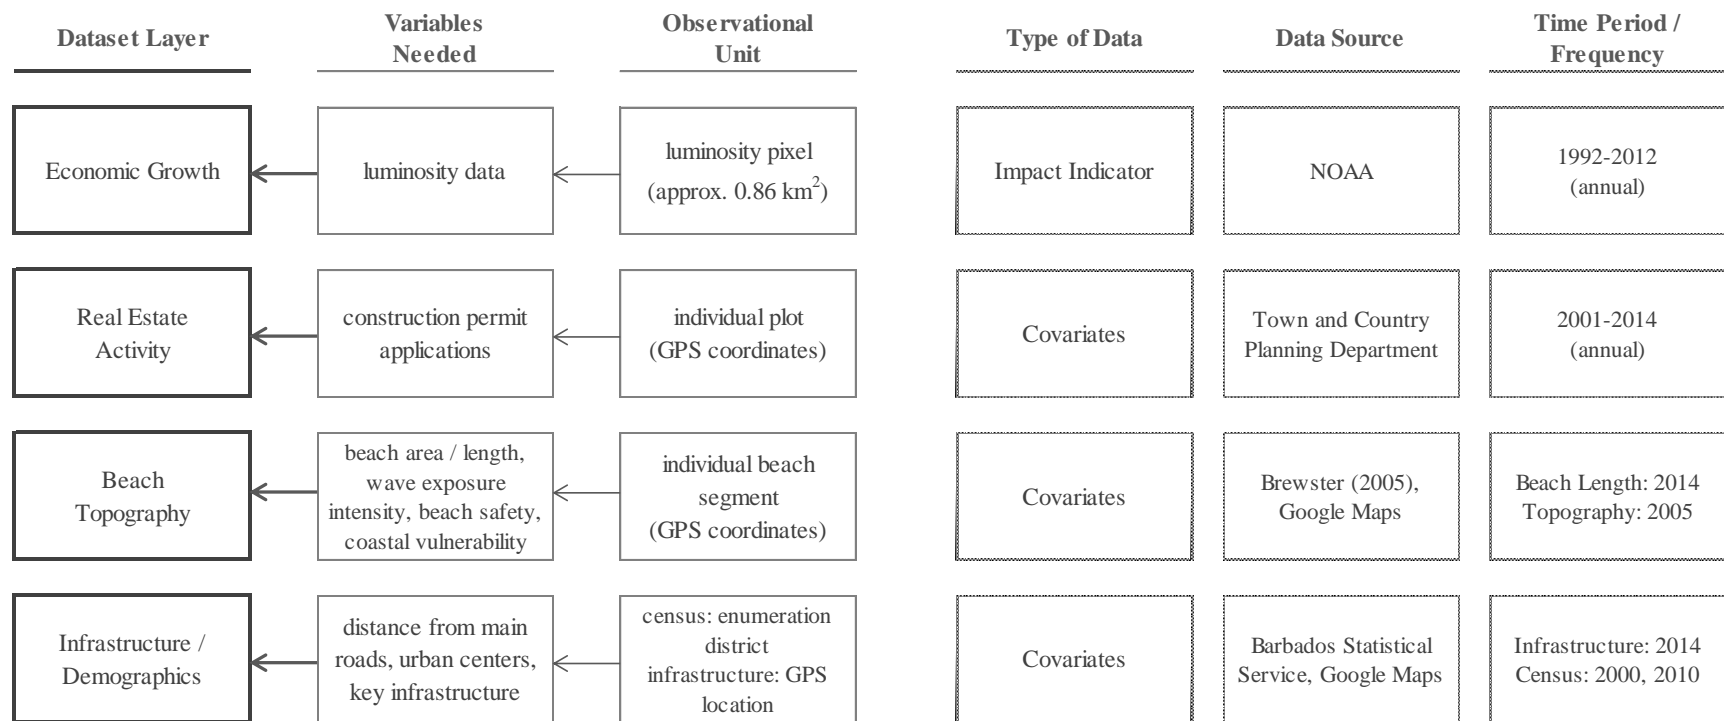 Dataset Layer
Variables
Needed
Observational
Unit
Type of Data
Data Source
Time Period /
Frequency
Economic Growth
luminosity data
luminosity pixel
(approx. 0.86 km²)
Impact Indicator
NOAA
1992-2012
(annual)
Real Estate
Activity
construction permit
applications
individual plot
(GPS coordinates)
Covariates
Town and Country
Planning Department
2001-2014
(annual)
Beach
Topography
beach area / length,
wave exposure
intensity, beach safety,
coastal vulnerability
individual beach
segment
(GPS coordinates)
Covariates
Brewster (2005),
Google Maps
Beach Length: 2014
Topography: 2005
Infrastructure /
Demographics
distance from main
roads, urban centers,
key infrastructure
census: enumeration
district
infrastructure: GPS
location
Covariates
Barbados Statistical
Service, Google Maps
Infrastructure: 2014
Census: 2000, 2010